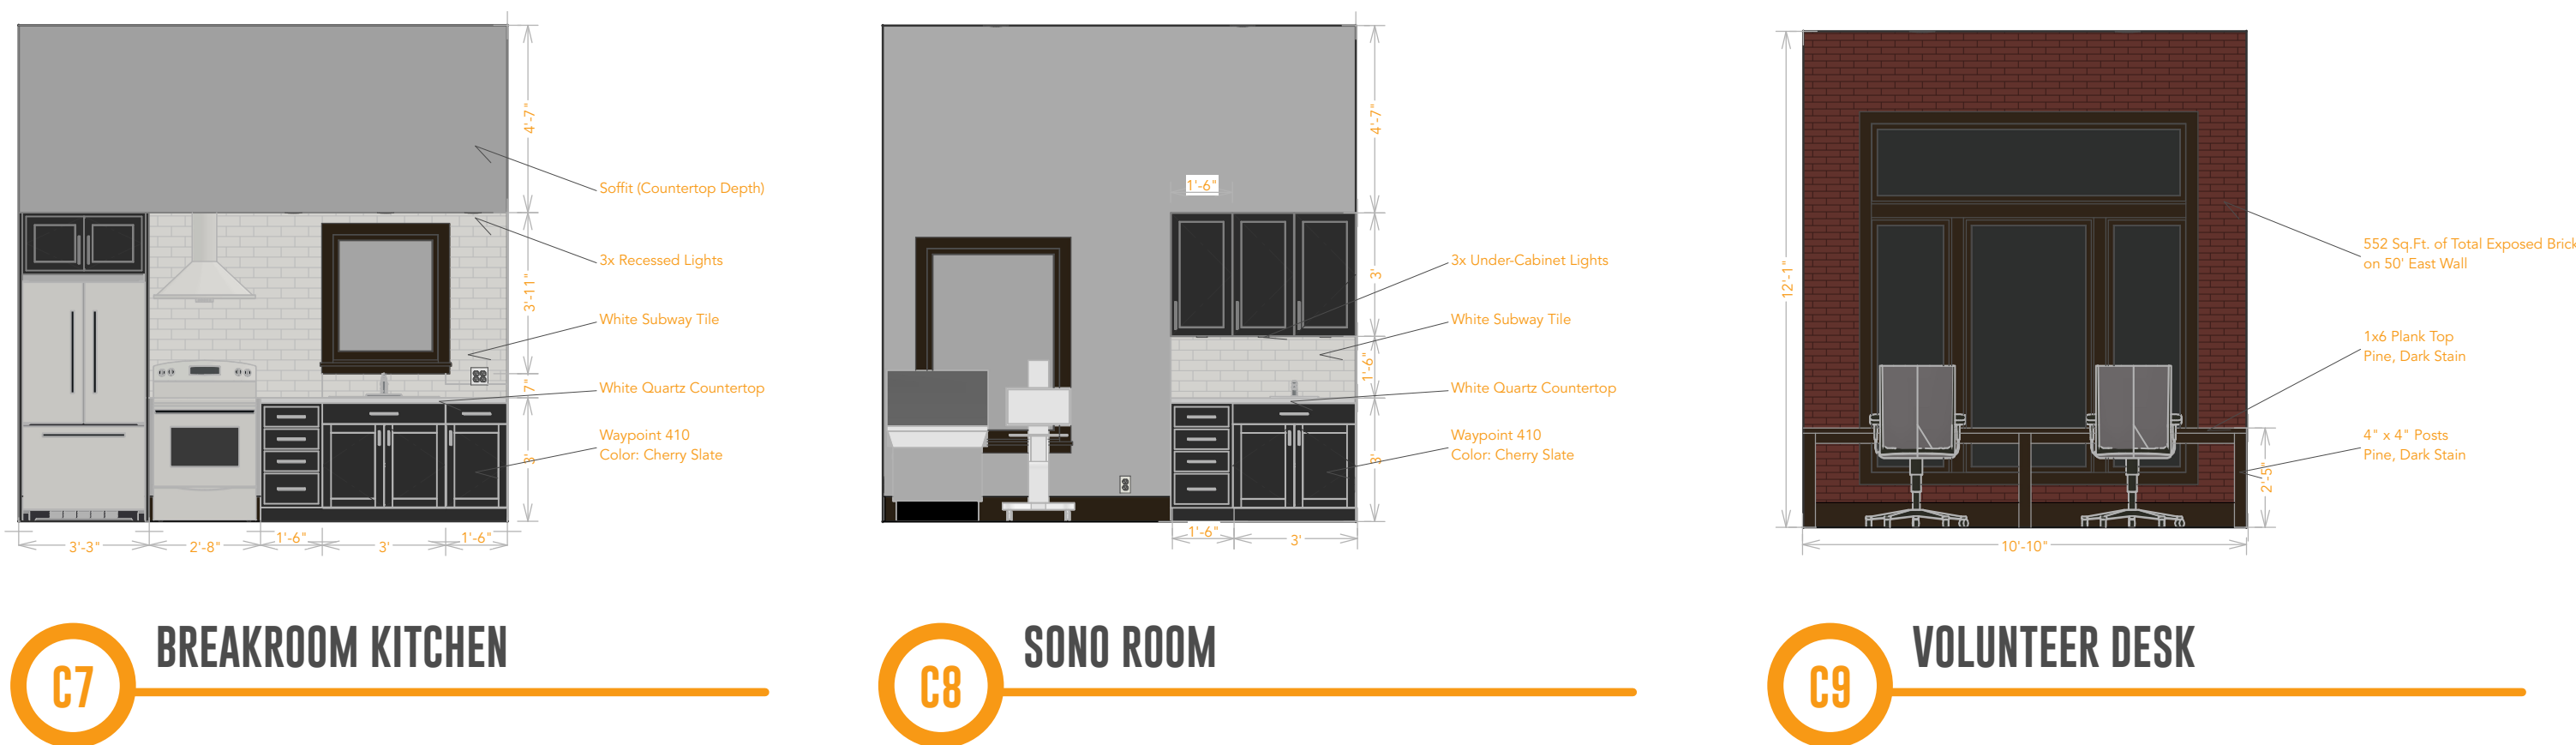 4'-7"
Soffit (Countertop Depth)
3x Recessed Lights
3'-11"
White Subway Tile
7"
White Quartz Countertop
Waypoint 410
Color: Cherry Slate
3'
3'-3"
2'-8"
1'-6"
3'
1'-6"
C7
BREAKROOM KITCHEN
4'-7"
1'-6"
3x Under-Cabinet Lights
3'
White Subway Tile
1'-6"
White Quartz Countertop
Waypoint 410
Color: Cherry Slate
3'
1'-6"
3'
C8
SONO ROOM
12'-1"
552 Sq.Ft. of Total Exposed Brick
on 50' East Wall
1x6 Plank Top
Pine, Dark Stain
4" x 4" Posts
Pine, Dark Stain
2'-5"
10'-10"
C9
VOLUNTEER DESK